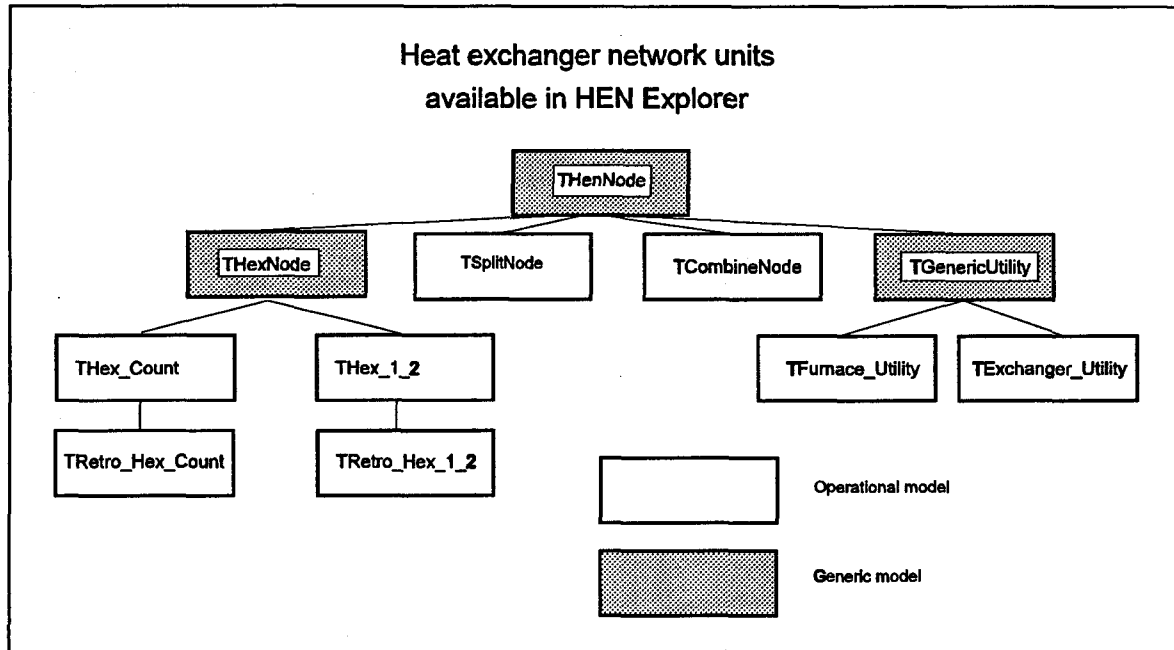 Heat exchanger network units
available in HEN Explorer
THenNode
THexNode
TSplitNode
TCombineNode
TGenericUtility
THex_Count
THex_1_2
TFurnace_Utility
TExchanger_Utility
TRetro_Hex_Count
TRetro_Hex_1_2
Operational model
Generic model